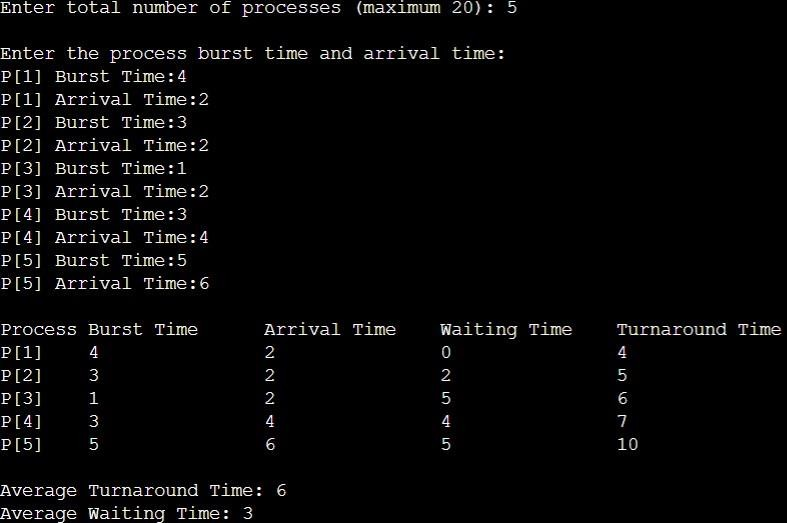 Enter total number of processes (maximum 20): 5
Enter the process burst time and arrival time:
P[1] Burst Time:4
P[1] Arrival Time:2
P[2] Burst Time:3
P[2] Arrival Time:2
P[3] Burst Time:1
P[3] Arrival Time:2
P[4] Burst Time:3
P[4] Arrival Time:4
P[5] Burst Time:5
P[5] Arrival Time:6
Process Burst Time Arrival Time Waiting Time Turnaround Time
P[1] 4 2 0 4
P[2] 3 2 2 5
P[3] 1 2 5 6
P[4] 3 4 4 7
P[5] 5 6 5 10
Average Turnaround Time: 6
Average Waiting Time: 3